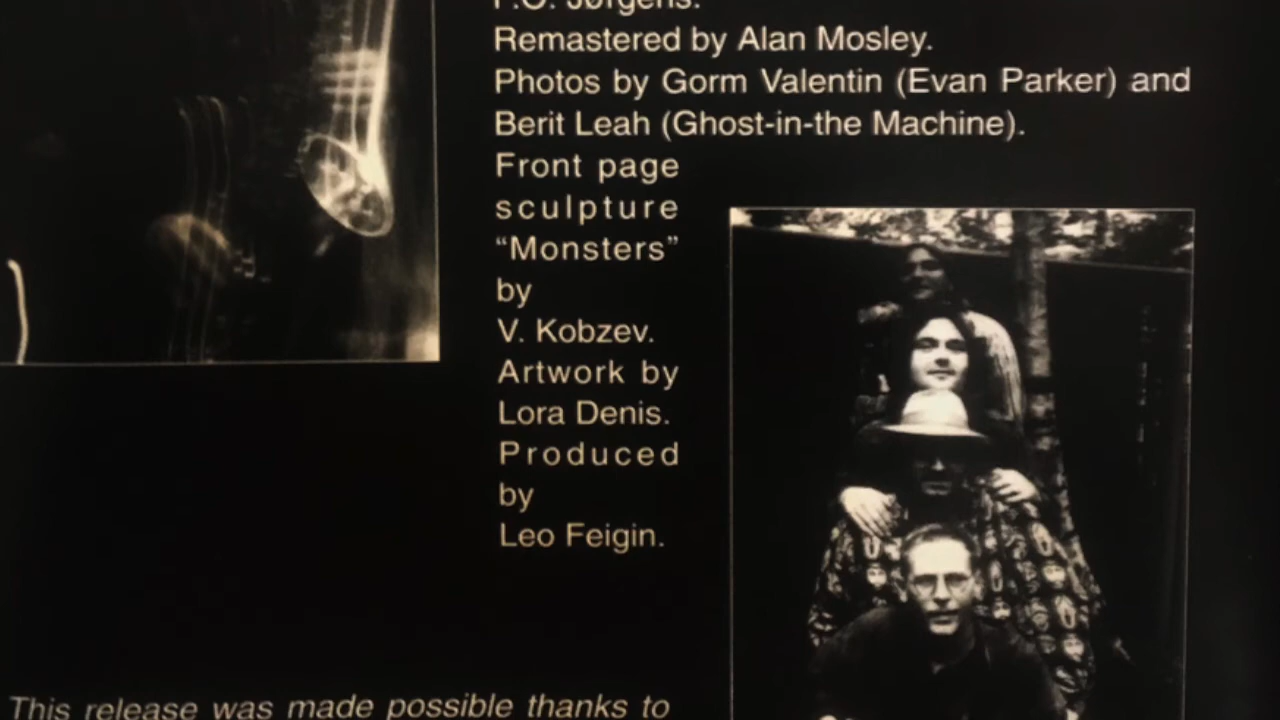 P.O. Jørgens.
Remastered by Alan Mosley.
Photos by Gorm Valentin (Evan Parker) and
Berit Leah (Ghost-in-the Machine).
Front page
sculpture
“Monsters”
by
V. Kobzev.
Artwork by
Lora Denis.
Produced
by
Leo Feigin.
This release was made possible thanks to